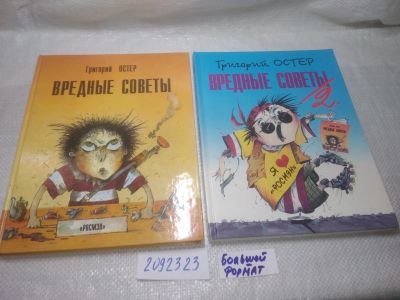 Григорий ОСТЕР
ВРЕДНЫЕ СОВЕТЫ
«РОСМЭН»
Григорий ОСТЕР
ВРЕДНЫЕ СОВЕТЫ
2
Я
«РОСМЭН»
2092323
большой
формат